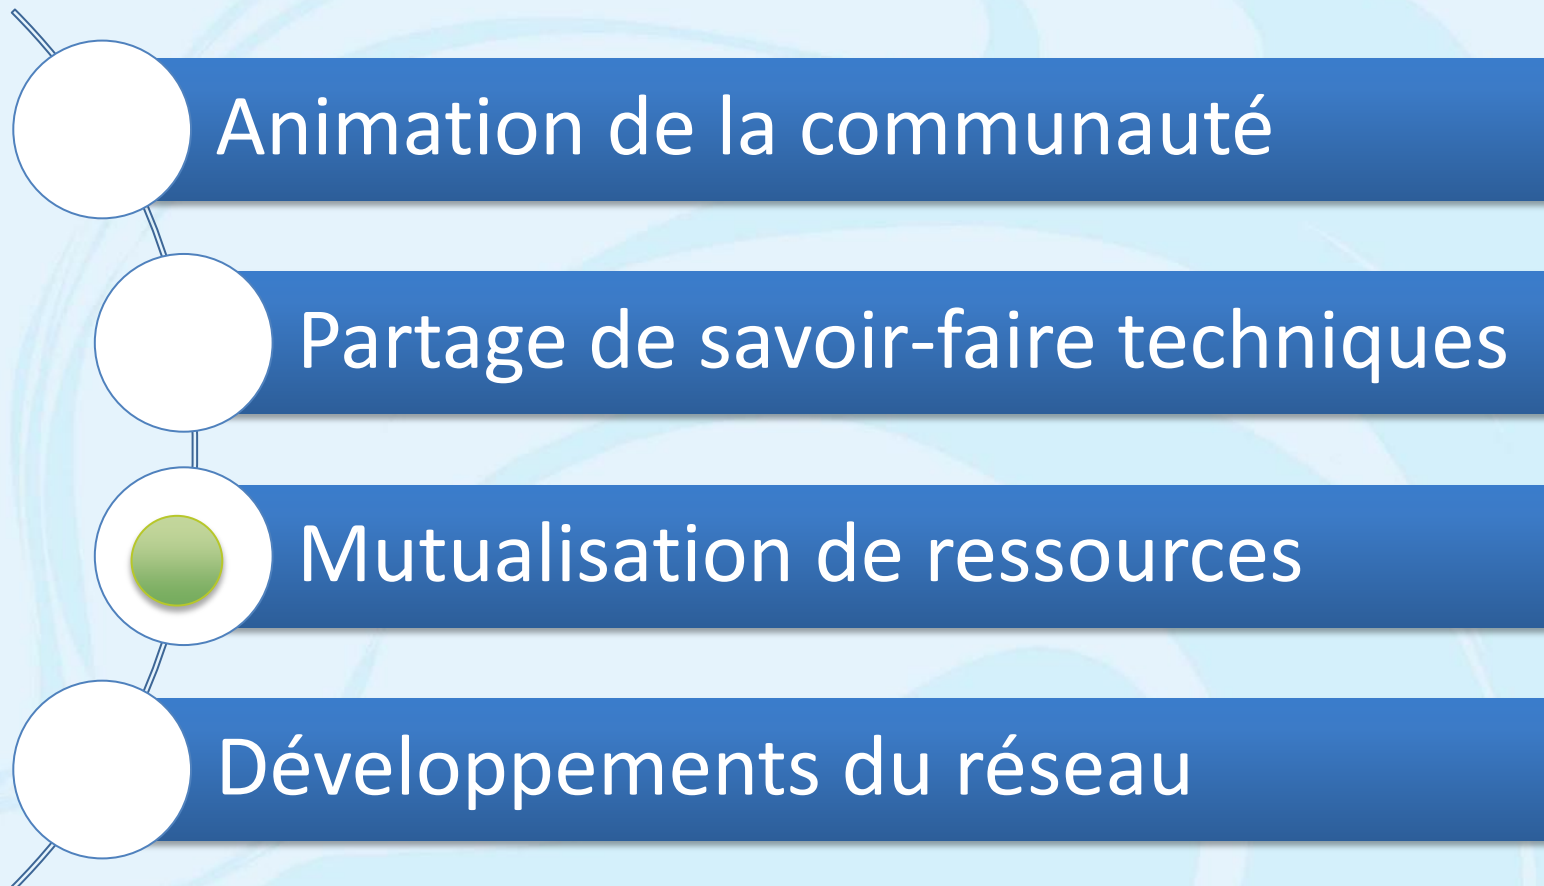 Animation de la communauté
Partage de savoir-faire techniques
Mutualisation de ressources
Développements du réseau